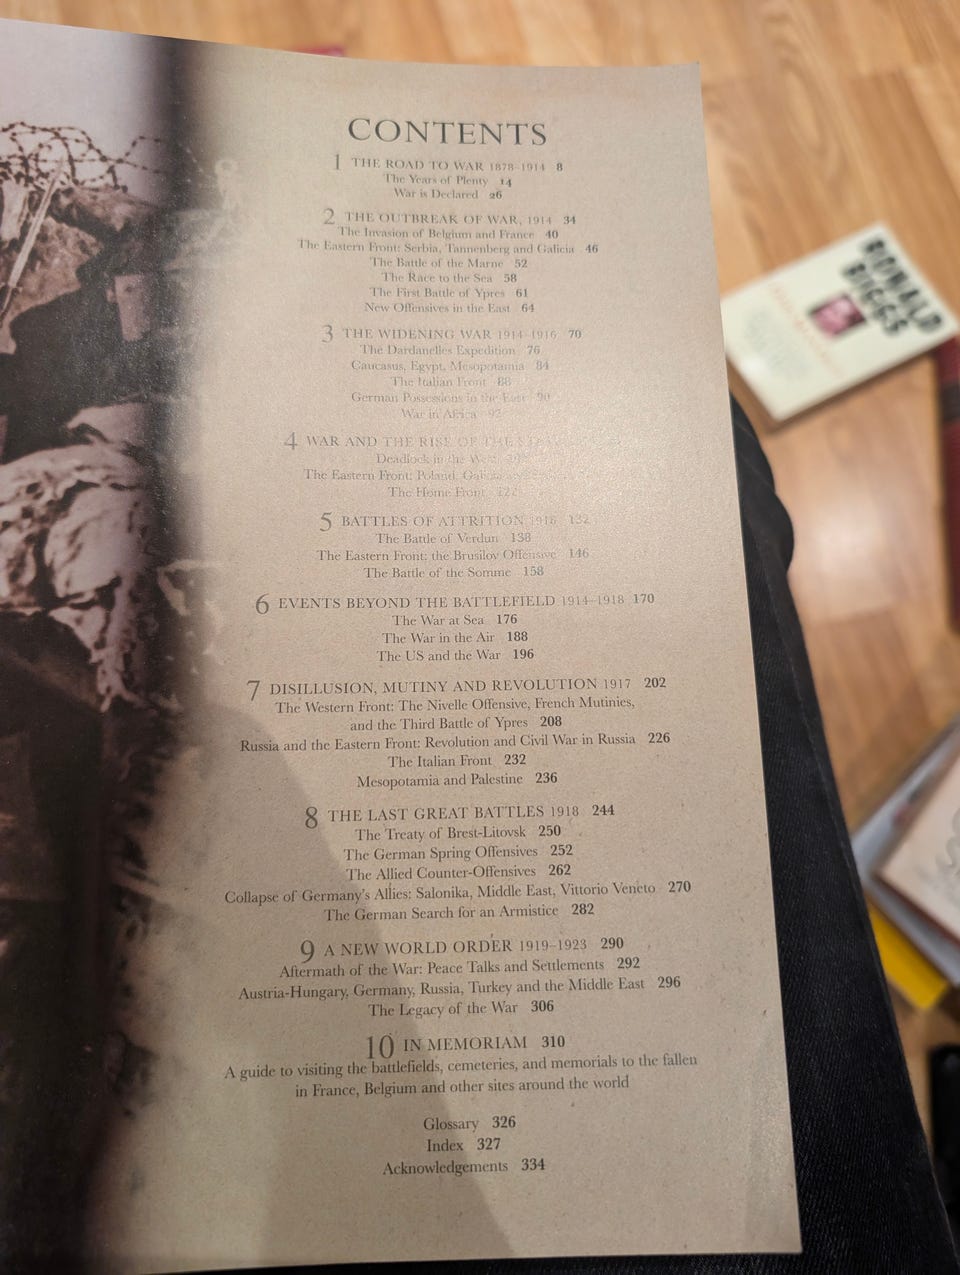 CONTENTS
1 THE ROAD TO WAR 1878–1914 8
The Years of Plenty 14
War is Declared 26
2 THE OUTBREAK OF WAR, 1914 34
The Invasion of Belgium and France 40
The Eastern Front: Serbia, Tannenberg and Galicia 46
The Battle of the Marne 52
The Race to the Sea 58
The First Battle of Ypres 61
New Offensives in the East 64
3 THE WIDENING WAR 1914–1916 70
The Dardanelles Expedition 76
Caucasus, Egypt, Mesopotamia 84
The Italian Front 88
German Possessions in the East 90
War in Africa 92
4 WAR AND THE RISE OF THE
Deadlock in the
The Eastern Front: Poland,
The Home Front 122
5 BATTLES OF ATTRITION 1916 132
The Battle of Verdun 138
The Eastern Front: the Brusilov Offensive 146
The Battle of the Somme 158
6 EVENTS BEYOND THE BATTLEFIELD 1914–1918 170
The War at Sea 176
The War in the Air 188
The US and the War 196
7 DISILLUSION, MUTINY AND REVOLUTION 1917 202
The Western Front: The Nivelle Offensive, French Mutinies,
and the Third Battle of Ypres 208
Russia and the Eastern Front: Revolution and Civil War in Russia 226
The Italian Front 232
Mesopotamia and Palestine 236
8 THE LAST GREAT BATTLES 1918 244
The Treaty of Brest-Litovsk 250
The German Spring Offensives 252
The Allied Counter-Offensives 262
Collapse of Germany's Allies: Salonika, Middle East, Vittorio Veneto 270
The German Search for an Armistice 282
9 A NEW WORLD ORDER 1919–1923 290
Aftermath of the War: Peace Talks and Settlements 292
Austria-Hungary, Germany, Russia, Turkey and the Middle East 296
The Legacy of the War 306
10 IN MEMORIAM 310
A guide to visiting the battlefields, cemeteries, and memorials to the fallen
in France, Belgium and other sites around the world
Glossary 326
Index 327
Acknowledgements 334
RONALD
BIGGS